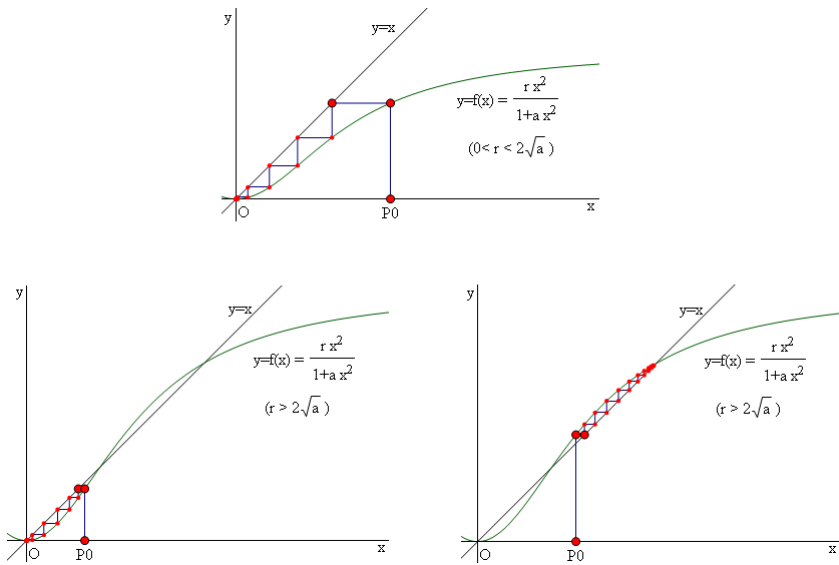 y
y=x
y=f(x) = r x² / 1+a x²
(0< r < 2√a )
O
P0
x
y
y=x
y=f(x) = r x² / 1+a x²
(r > 2√a )
O
P0
x
y
y=x
y=f(x) = r x² / 1+a x²
(r > 2√a )
O
P0
x